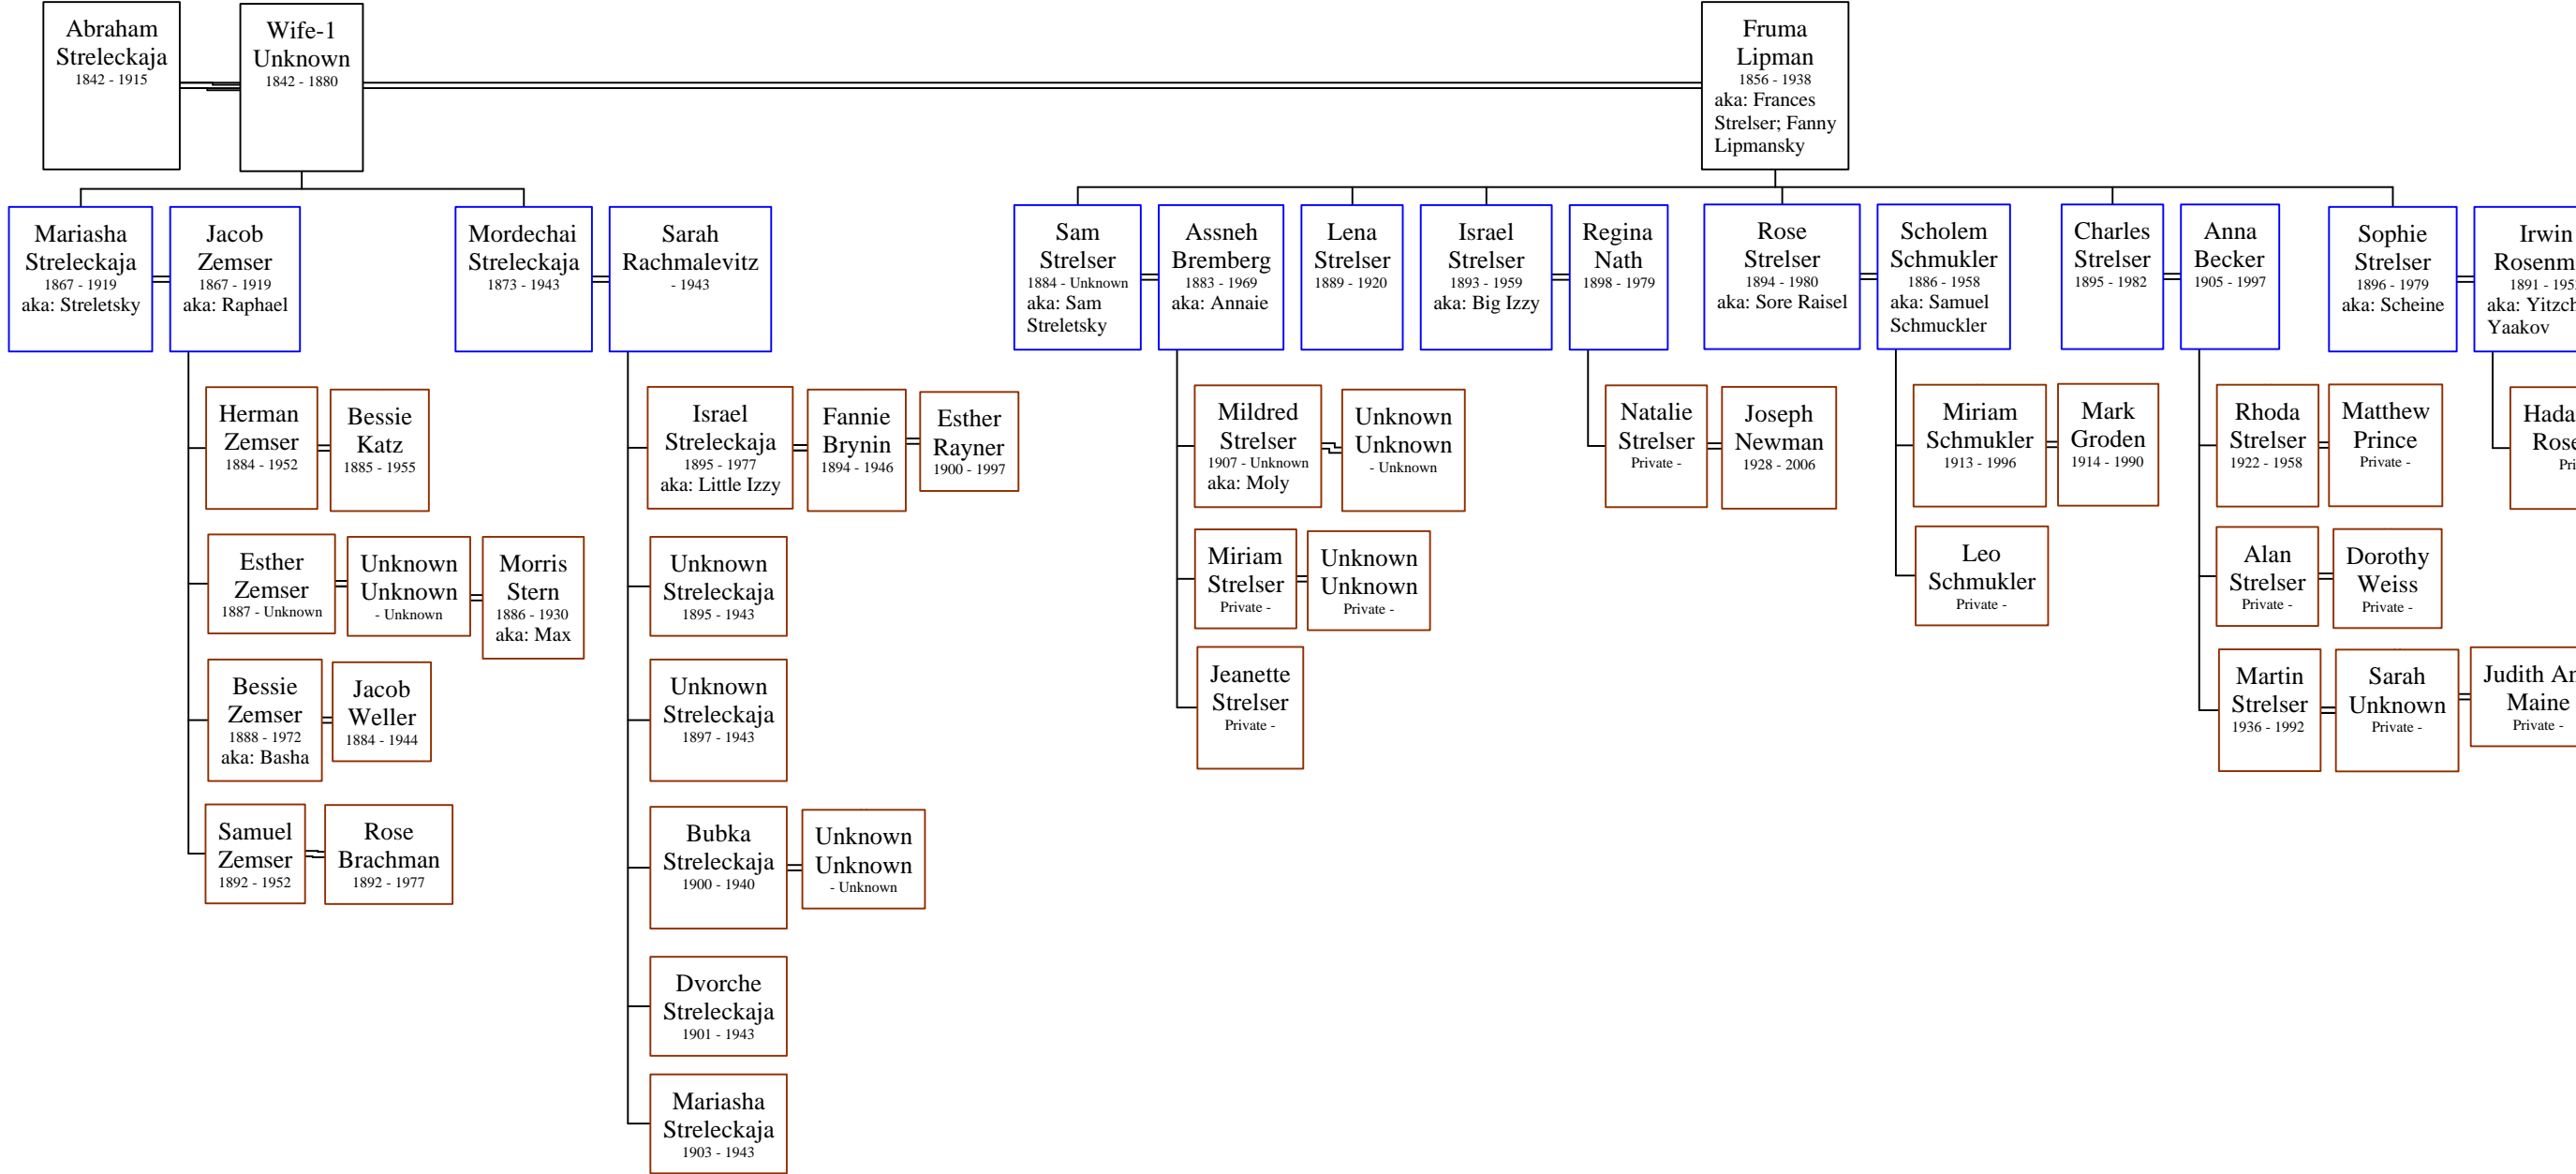 Abraham
Streleckaja
1842 - 1915
Wife-1
Unknown
1842 - 1880
Fruma
Lipman
1856 - 1938
aka: Frances
Strelser; Fanny
Lipmansky
Mariasha
Streleckaja
1867 - 1919
aka: Streletsky
Jacob
Zemser
1867 - 1919
aka: Raphael
Mordechai
Streleckaja
1873 - 1943
Sarah
Rachmalevitz
- 1943
Sam
Strelser
1884 - Unknown
aka: Sam
Streletsky
Assneh
Bremberg
1883 - 1969
aka: Annaie
Lena
Strelser
1889 - 1920
Israel
Strelser
1893 - 1959
aka: Big Izzy
Regina
Nath
1898 - 1979
Rose
Strelser
1894 - 1980
aka: Sore Raisel
Scholem
Schmukler
1886 - 1958
aka: Samuel
Schmuckler
Charles
Strelser
1895 - 1982
Anna
Becker
1905 - 1997
Sophie
Strelser
1896 - 1979
aka: Scheine
Irwin
1891 -
aka:
Yaakov
Herman
Zemser
1884 - 1952
Bessie
Katz
1885 - 1955
Esther
Zemser
1887 - Unknown
Unknown
Unknown
- Unknown
Morris
Stern
1886 - 1930
aka: Max
Bessie
Zemser
1888 - 1972
aka: Basha
Jacob
Weller
1884 - 1944
Samuel
Zemser
1892 - 1952
Rose
Brachman
1892 - 1977
Israel
Streleckaja
1895 - 1977
aka: Little Izzy
Fannie
Brynin
1894 - 1946
Esther
Rayner
1900 - 1997
Unknown
Streleckaja
1895 - 1943
Unknown
Streleckaja
1897 - 1943
Bubka
Streleckaja
1900 - 1940
Unknown
Unknown
- Unknown
Dvorche
Streleckaja
1901 - 1943
Mariasha
Streleckaja
1903 - 1943
Mildred
Strelser
1907 - Unknown
aka: Moly
Unknown
Unknown
- Unknown
Miriam
Strelser
Private -
Unknown
Unknown
Private -
Jeanette
Strelser
Private -
Natalie
Strelser
Private -
Joseph
Newman
1928 - 2006
Miriam
Schmukler
1913 - 1996
Mark
Groden
1914 - 1990
Leo
Schmukler
Private -
Rhoda
Strelser
1922 - 1958
Matthew
Prince
Private -
Alan
Strelser
Private -
Dorothy
Weiss
Private -
Martin
Strelser
1936 - 1992
Sarah
Unknown
Private -
Judith
Maine
Private -